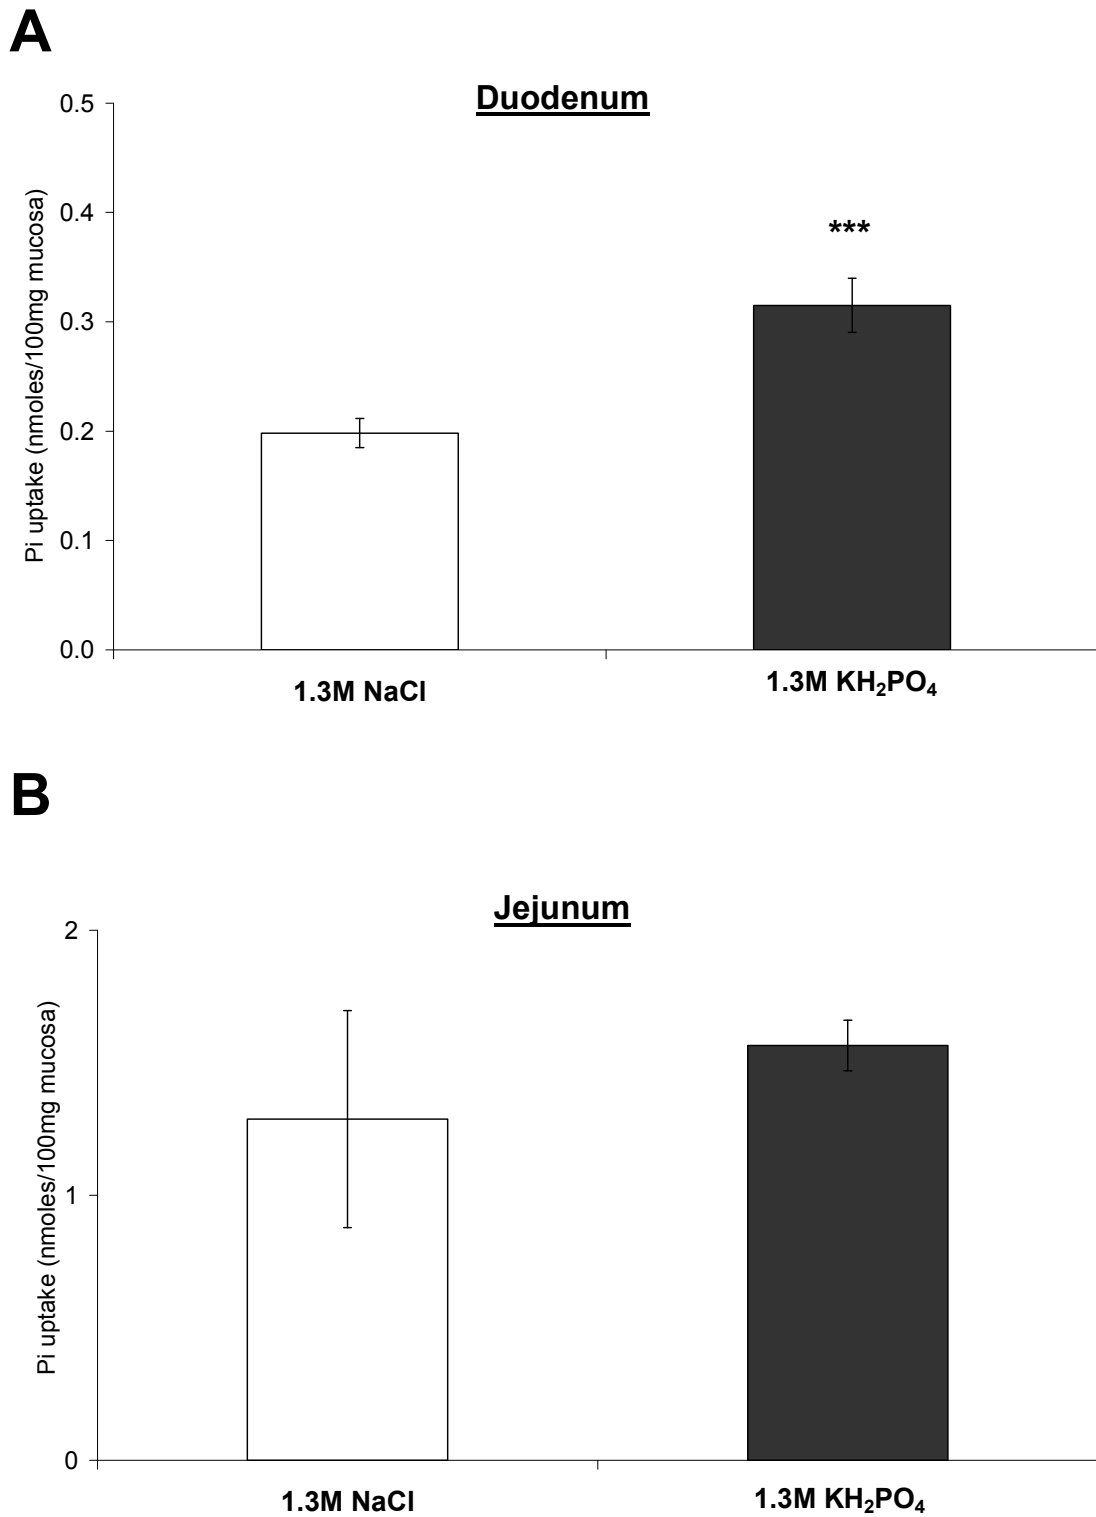 A
Duodenum
0.5
0.4
0.3
0.2
0.1
0.0
Pi uptake (nmoles/100mg mucosa)
***
1.3M NaCl
1.3M KH₂PO₄
B
Jejunum
2
1
0
Pi uptake (nmoles/100mg mucosa)
1.3M NaCl
1.3M KH₂PO₄